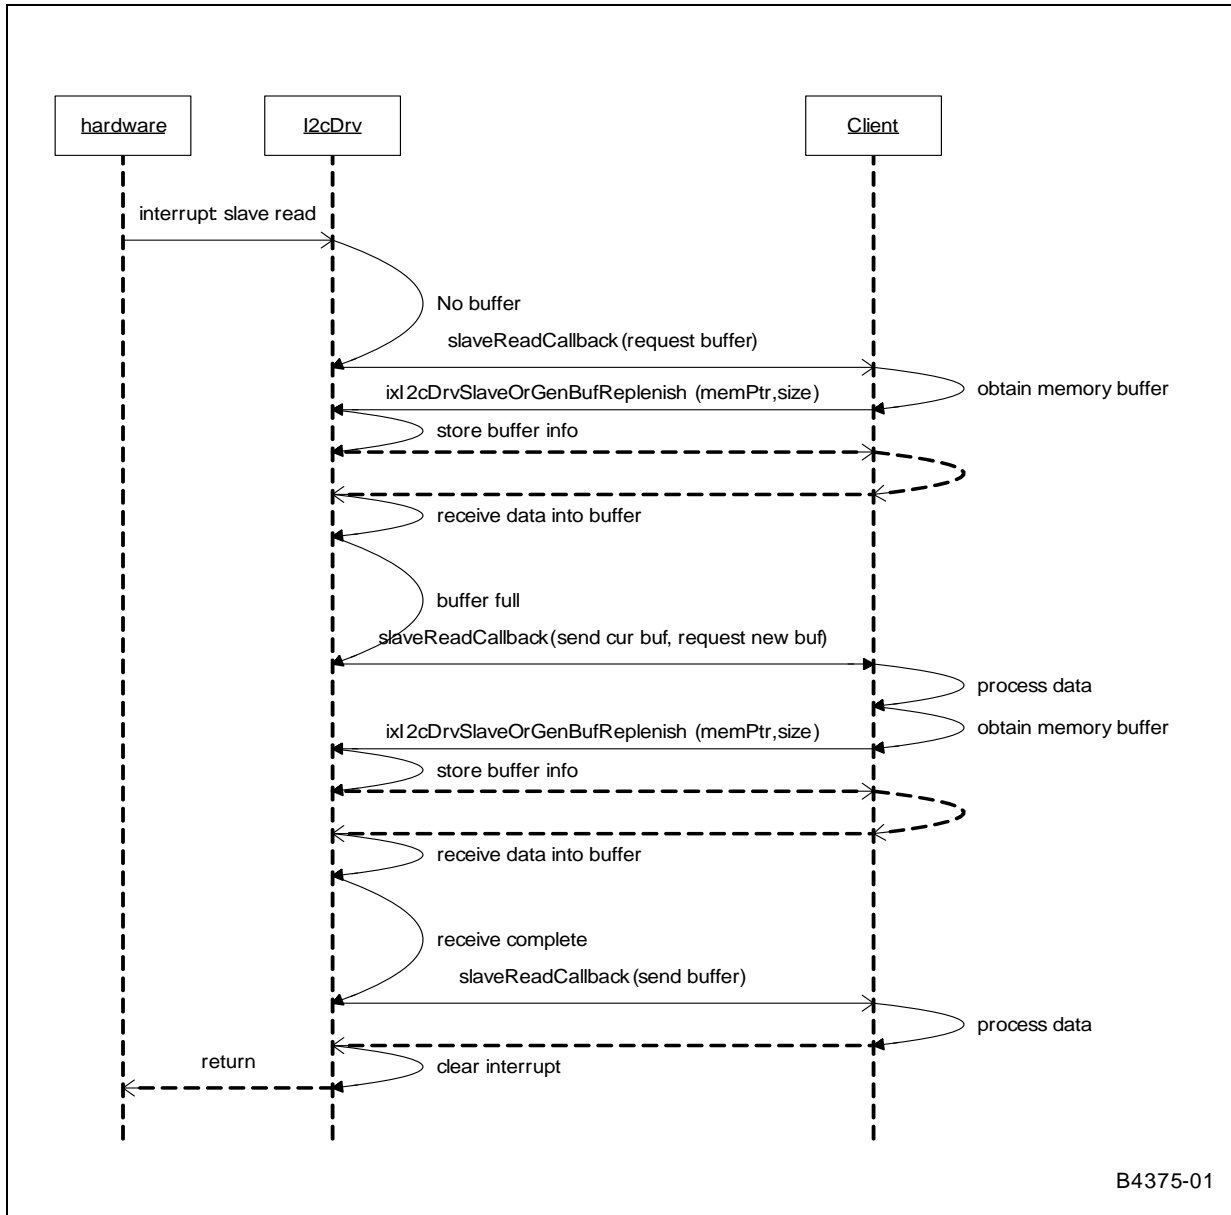 hardware
I2cDrv
Client
interrupt: slave read
No buffer
slaveReadCallback(request buffer)
obtain memory buffer
ixI2cDrvSlaveOrGenBufReplenish (memPtr,size)
store buffer info
receive data into buffer
buffer full
slaveReadCallback(send cur buf, request new buf)
process data
obtain memory buffer
ixI2cDrvSlaveOrGenBufReplenish (memPtr,size)
store buffer info
receive data into buffer
receive complete
slaveReadCallback(send buffer)
process data
return
clear interrupt
B4375-01